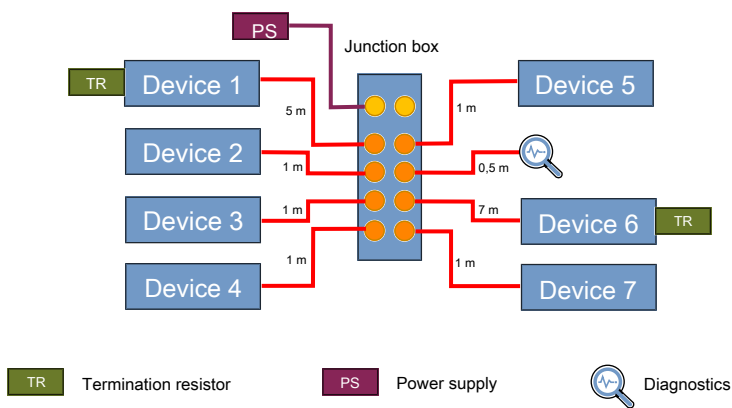 PS
Junction box
TR
Device 1
Device 5
5 m
1 m
Device 2
1 m
0,5 m
Device 3
1 m
7 m
Device 6
TR
Device 4
1 m
1 m
Device 7
TR
Termination resistor
PS
Power supply
Diagnostics